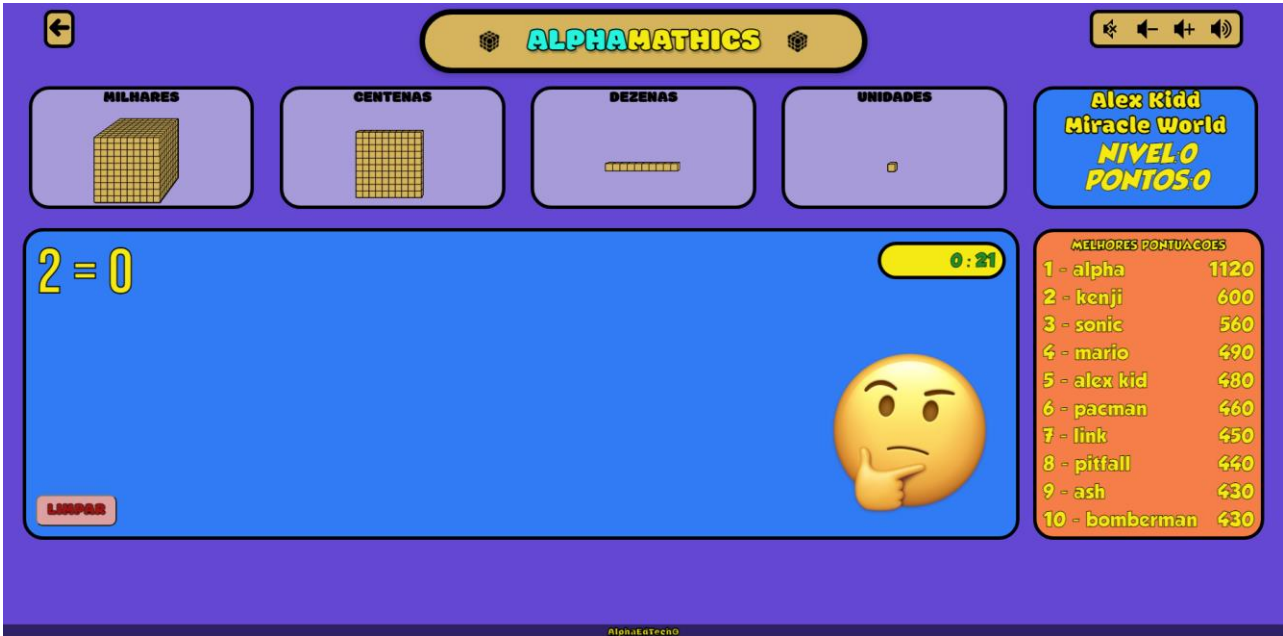 ALPHAMATHICS
MILHARES
CENTENAS
DEZENAS
UNIDADES
Alex Kidd
Miracle World
NIVEL:0
PONTOS:0
2 = 0
0:21
LIMPAR
MELHORES PONTUACOES
1 - alpha 1120
2 - kenji 600
3 - sonic 560
4 - mario 490
5 - alex kid 480
6 - pacman 460
7 - link 450
8 - pitfall 440
9 - ash 430
10 - bomberman 430
AlphaEdTech©